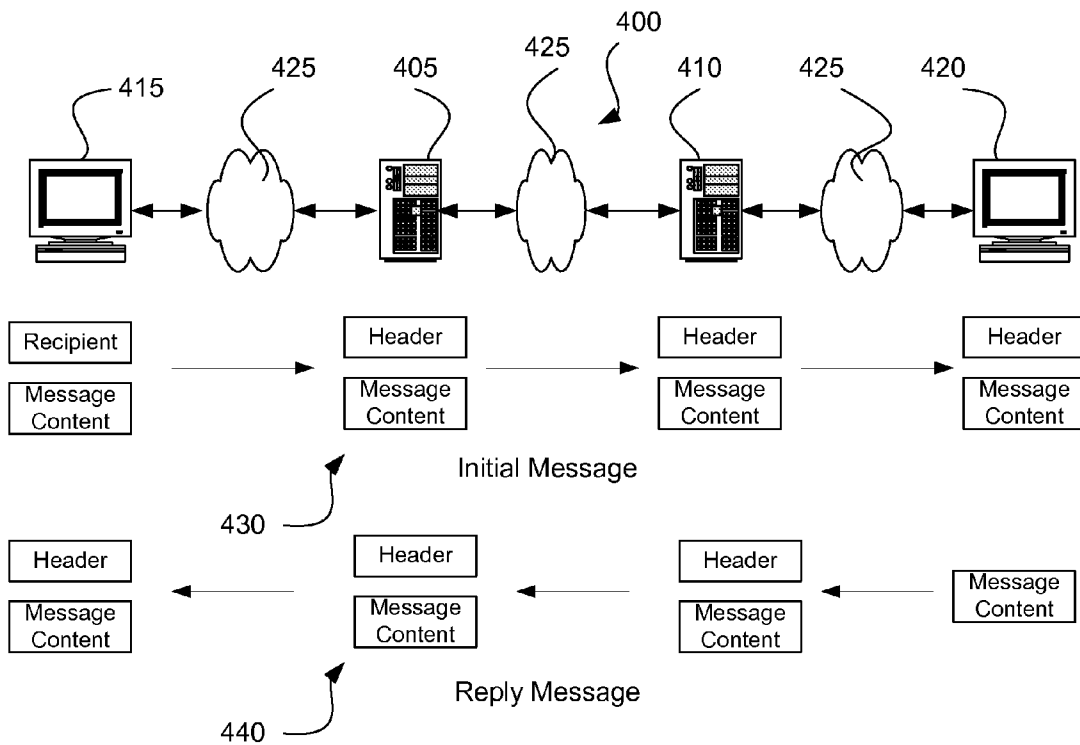 400
425
425
405
410
425
420
415
Recipient
Header
Header
Header
Message
Content
Message
Content
Message
Content
Message
Content
Initial Message
430
Header
Header
Header
Message
Content
Message
Content
Message
Content
Message
Content
Reply Message
440